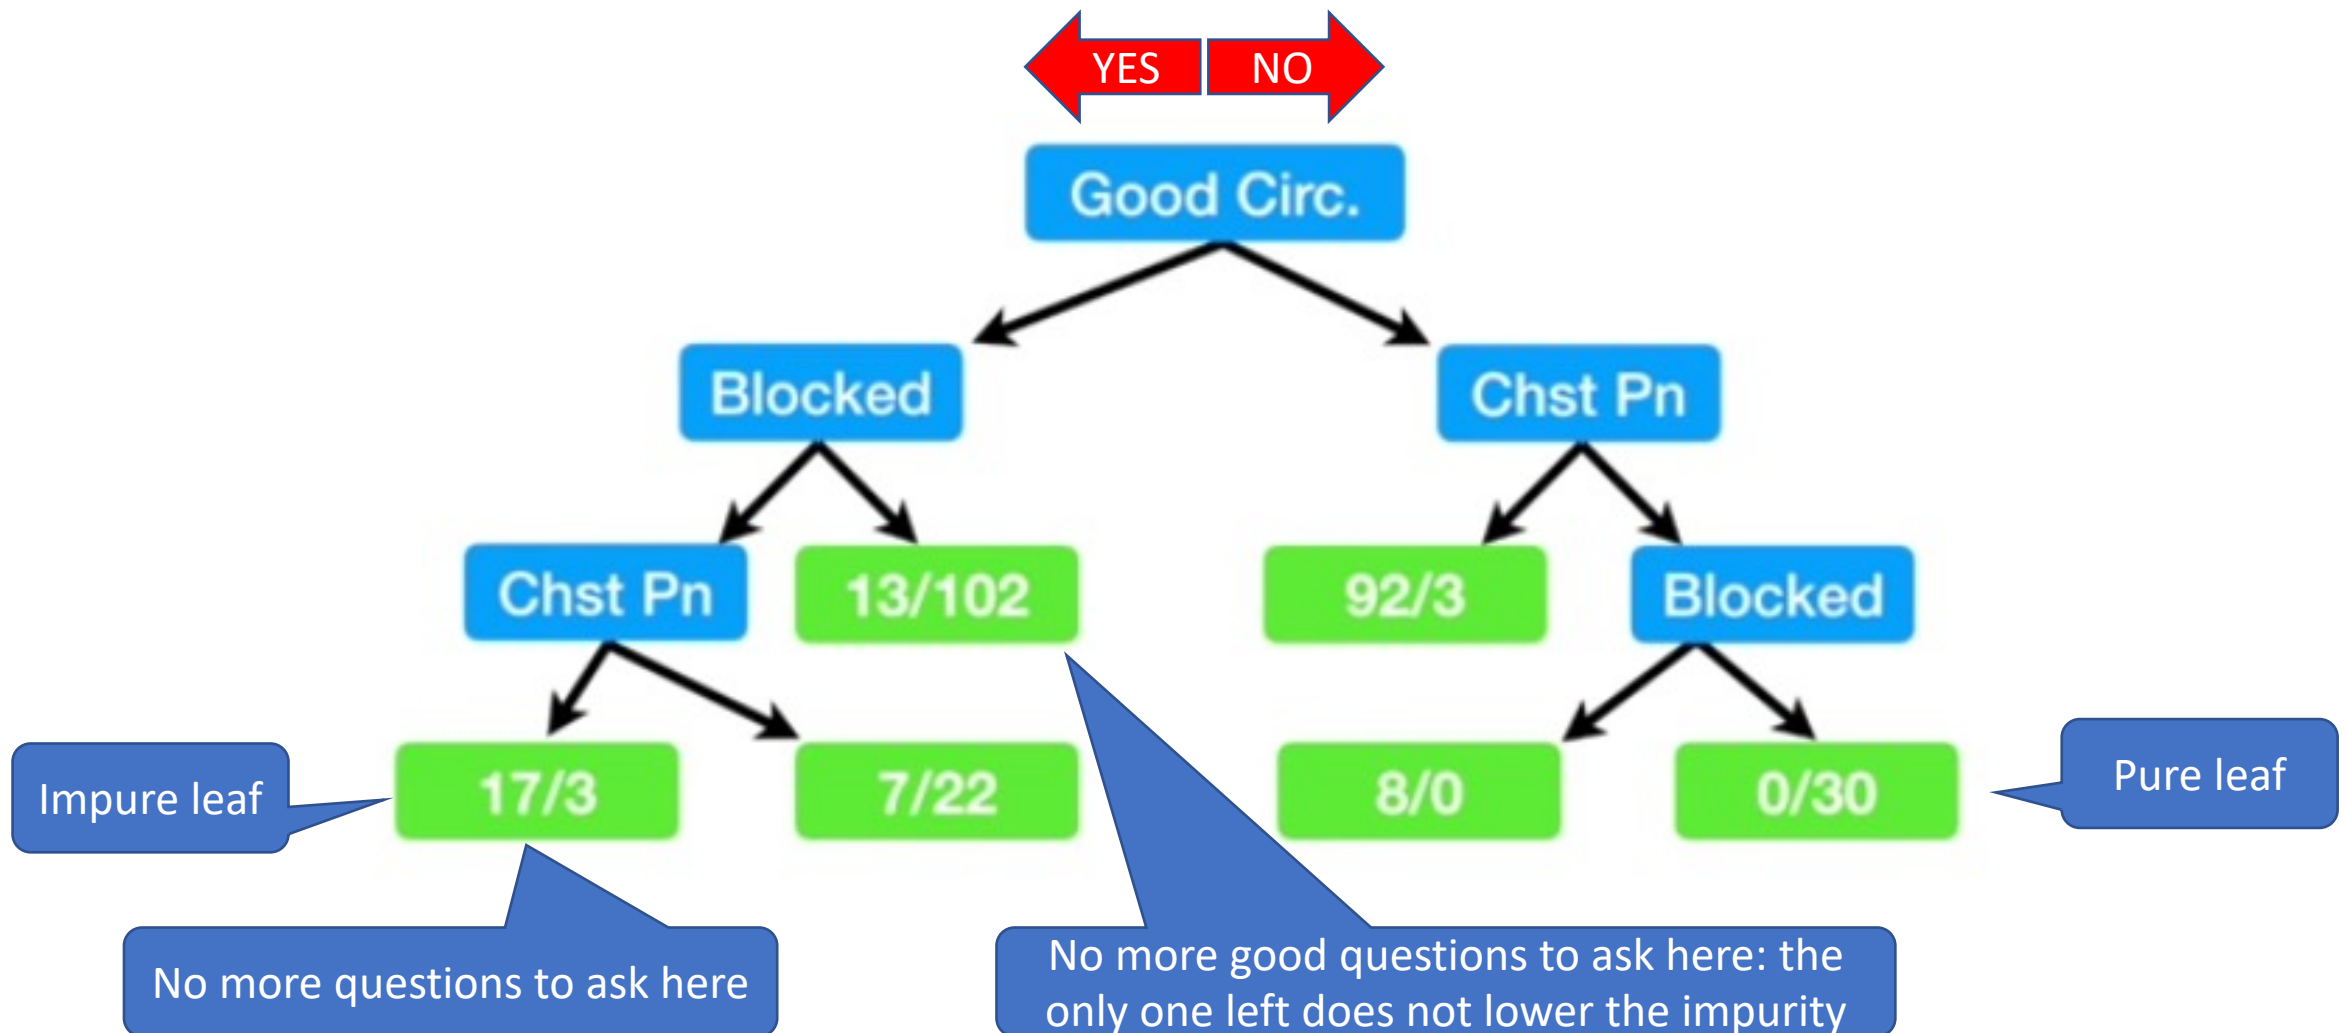 YES
NO
Good Circ.
Blocked
Chst Pn
Chst Pn
13/102
92/3
Blocked
Impure leaf
17/3
7/22
8/0
0/30
Pure leaf
No more questions to ask here
No more good questions to ask here: the
only one left does not lower the impurity